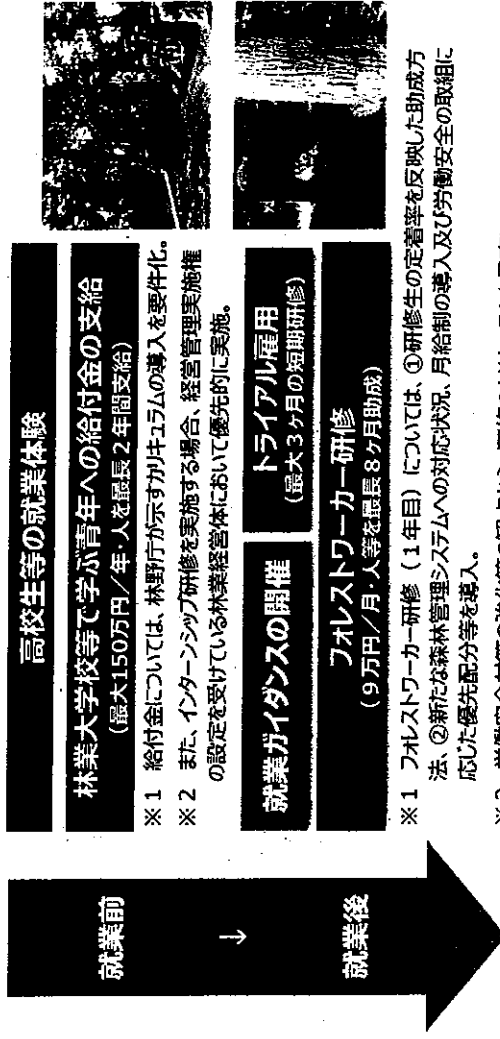 就業前
↓
就業後
高校生等の就業体験
林業大学校等で学ぶ青年への給付金の支給
（最大150万円／年・人を最長２年間支給）
※１ 給付金については、林野庁が示すカリキュラムの導入を要件化。
※２ また、インターンシップ研修を実施する場合、経営管理実施権
の設定を受けている林業経営体において優先的に実施。
就業ガイダンスの開催
トライアル雇用
（最大３ヶ月の短期研修）
フォレストワーカー研修
（９万円／月・人等を最長８ヶ月助成）
※１ フォレストワーカー研修（１年目）については、①研修生の定着率を反映した助成方
法、②新たな森林管理システムへの対応状況、月給制の導入及び労働安全の取組に
応じた優先配分等を導入。